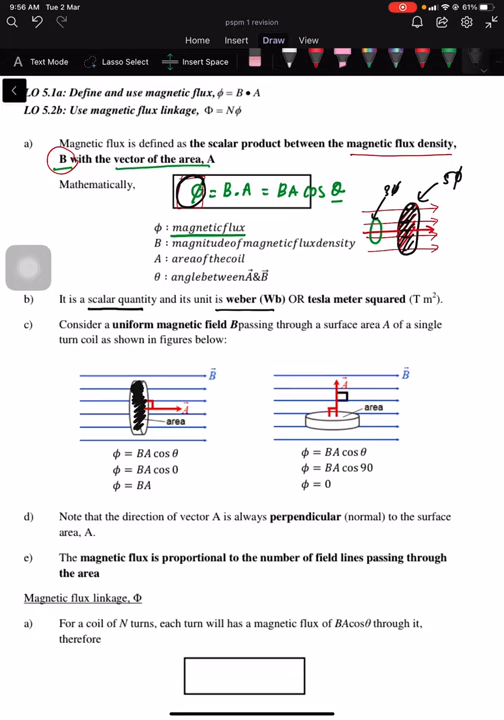 9:56 AM Tue 2 Mar
61%
pspm 1 revision
Home Insert Draw View
Text Mode Lasso Select Insert Space
LO 5.1a: Define and use magnetic flux, ϕ = B • A
LO 5.2b: Use magnetic flux linkage, Φ = Nϕ
a) Magnetic flux is defined as the scalar product between the magnetic flux density,
B with the vector of the area, A
Mathematically,
ϕ = B.A = BA cos θ
3ϕ 5ϕ
ϕ : magneticflux
B : magnitudeofmagneticfluxdensity
A : areaofthecoil
θ : anglebetweenA⃗&B⃗
b) It is a scalar quantity and its unit is weber (Wb) OR tesla meter squared (T m²).
c) Consider a uniform magnetic field Bpassing through a surface area A of a single
turn coil as shown in figures below:
B⃗
A⃗
area
ϕ = BA cos θ
ϕ = BA cos 0
ϕ = BA
B⃗
A⃗
area
ϕ = BA cos θ
ϕ = BA cos 90
ϕ = 0
d) Note that the direction of vector A is always perpendicular (normal) to the surface
area, A.
e) The magnetic flux is proportional to the number of field lines passing through
the area
Magnetic flux linkage, Φ
a) For a coil of N turns, each turn will has a magnetic flux of BAcosθ through it,
therefore